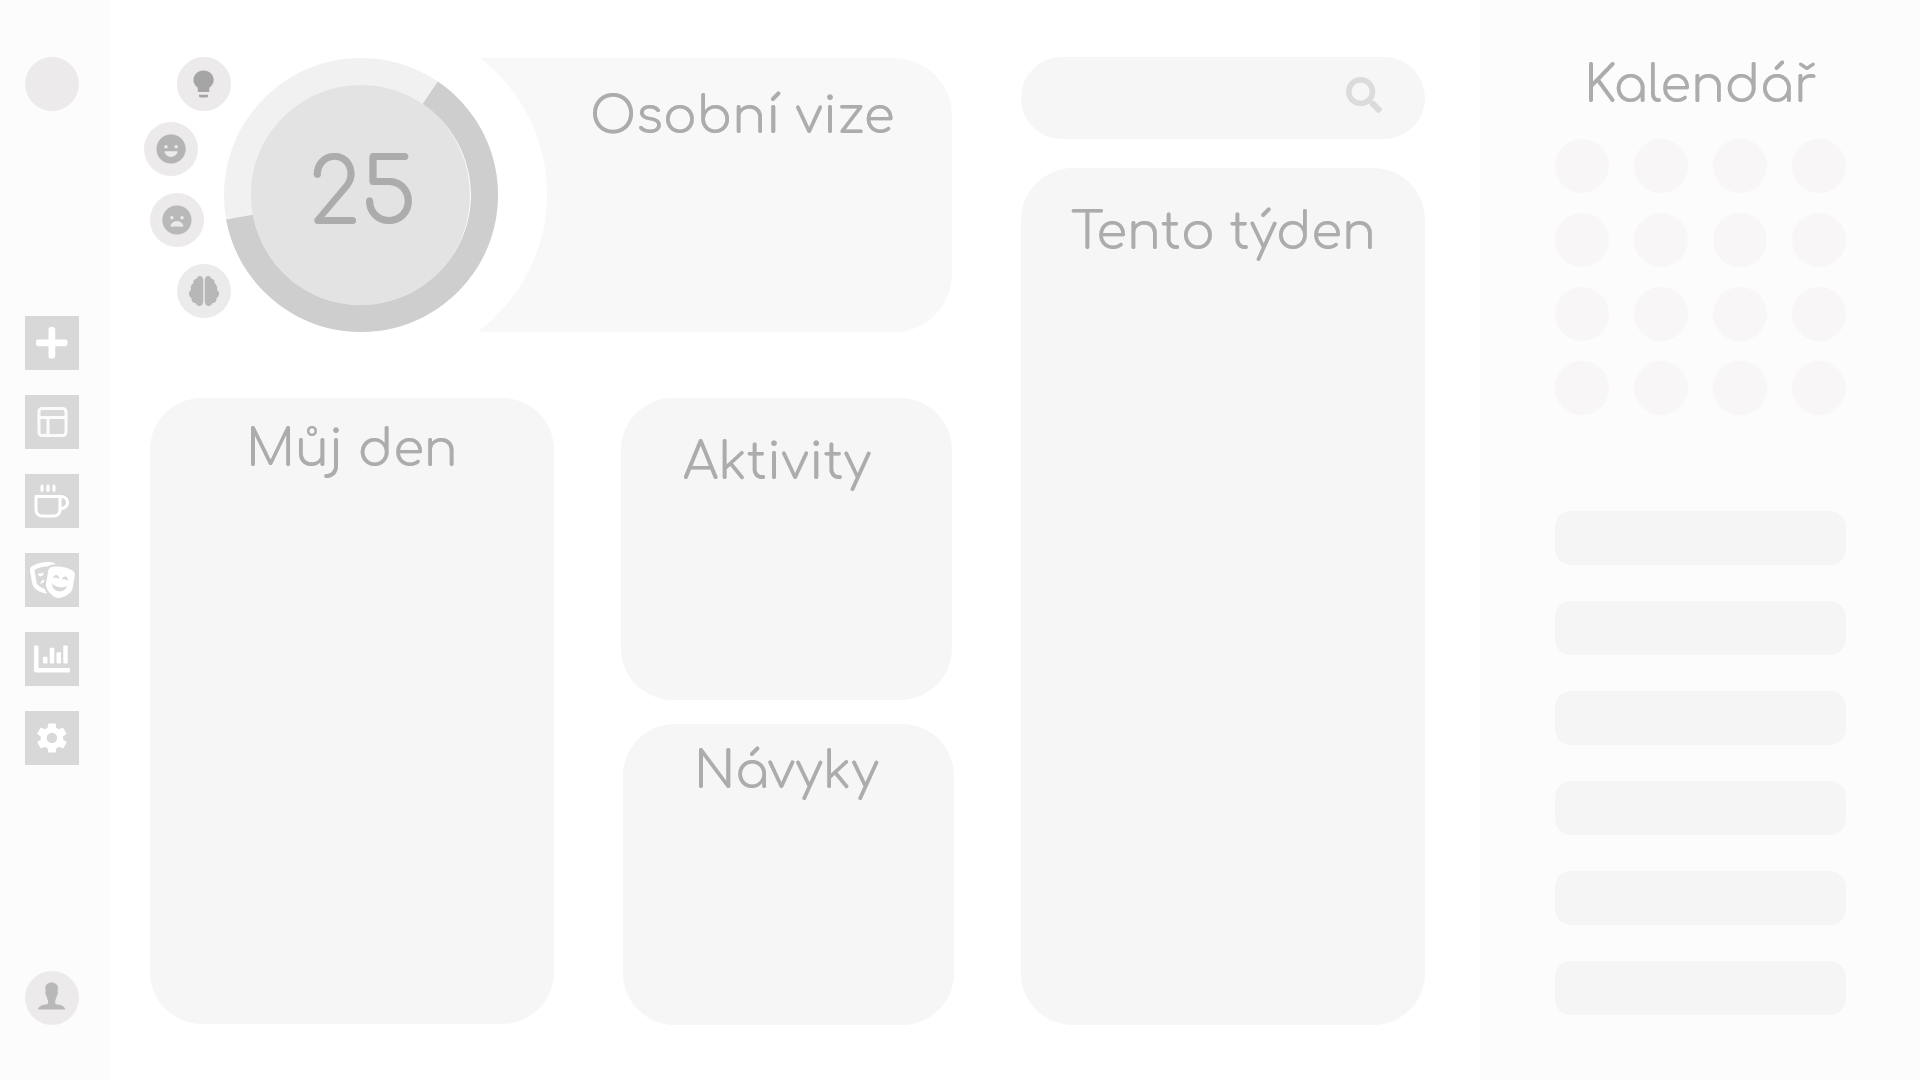 25
Osobní vize
Kalendář
Tento týden
Můj den
Aktivity
Návyky